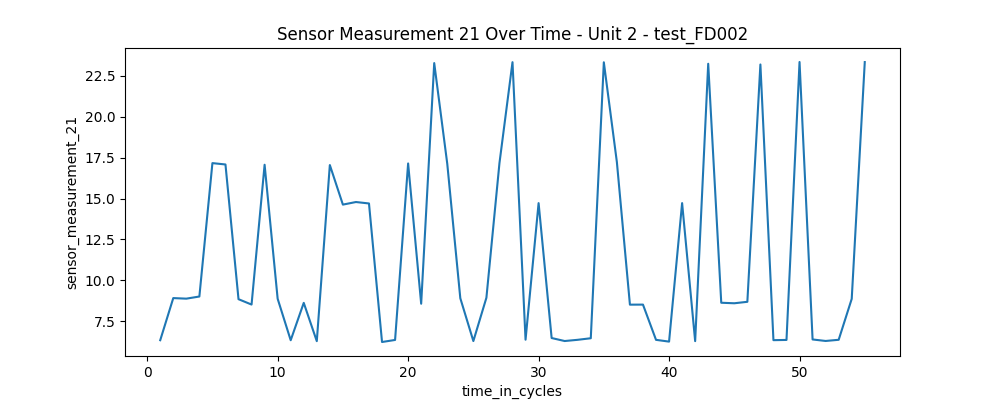 Sensor Measurement 21 Over Time - Unit 2 - test_FD002
sensor_measurement_21
22.5
20.0
17.5
15.0
12.5
10.0
7.5
0 10 20 30 40 50
time_in_cycles